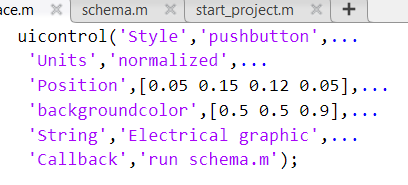 ace.m schema.m start_project.m +
uicontrol('Style','pushbutton',...
'Units','normalized',...
'Position',[0.05 0.15 0.12 0.05],...
'backgroundcolor',[0.5 0.5 0.9],...
'String','Electrical graphic',...
'Callback','run schema.m');